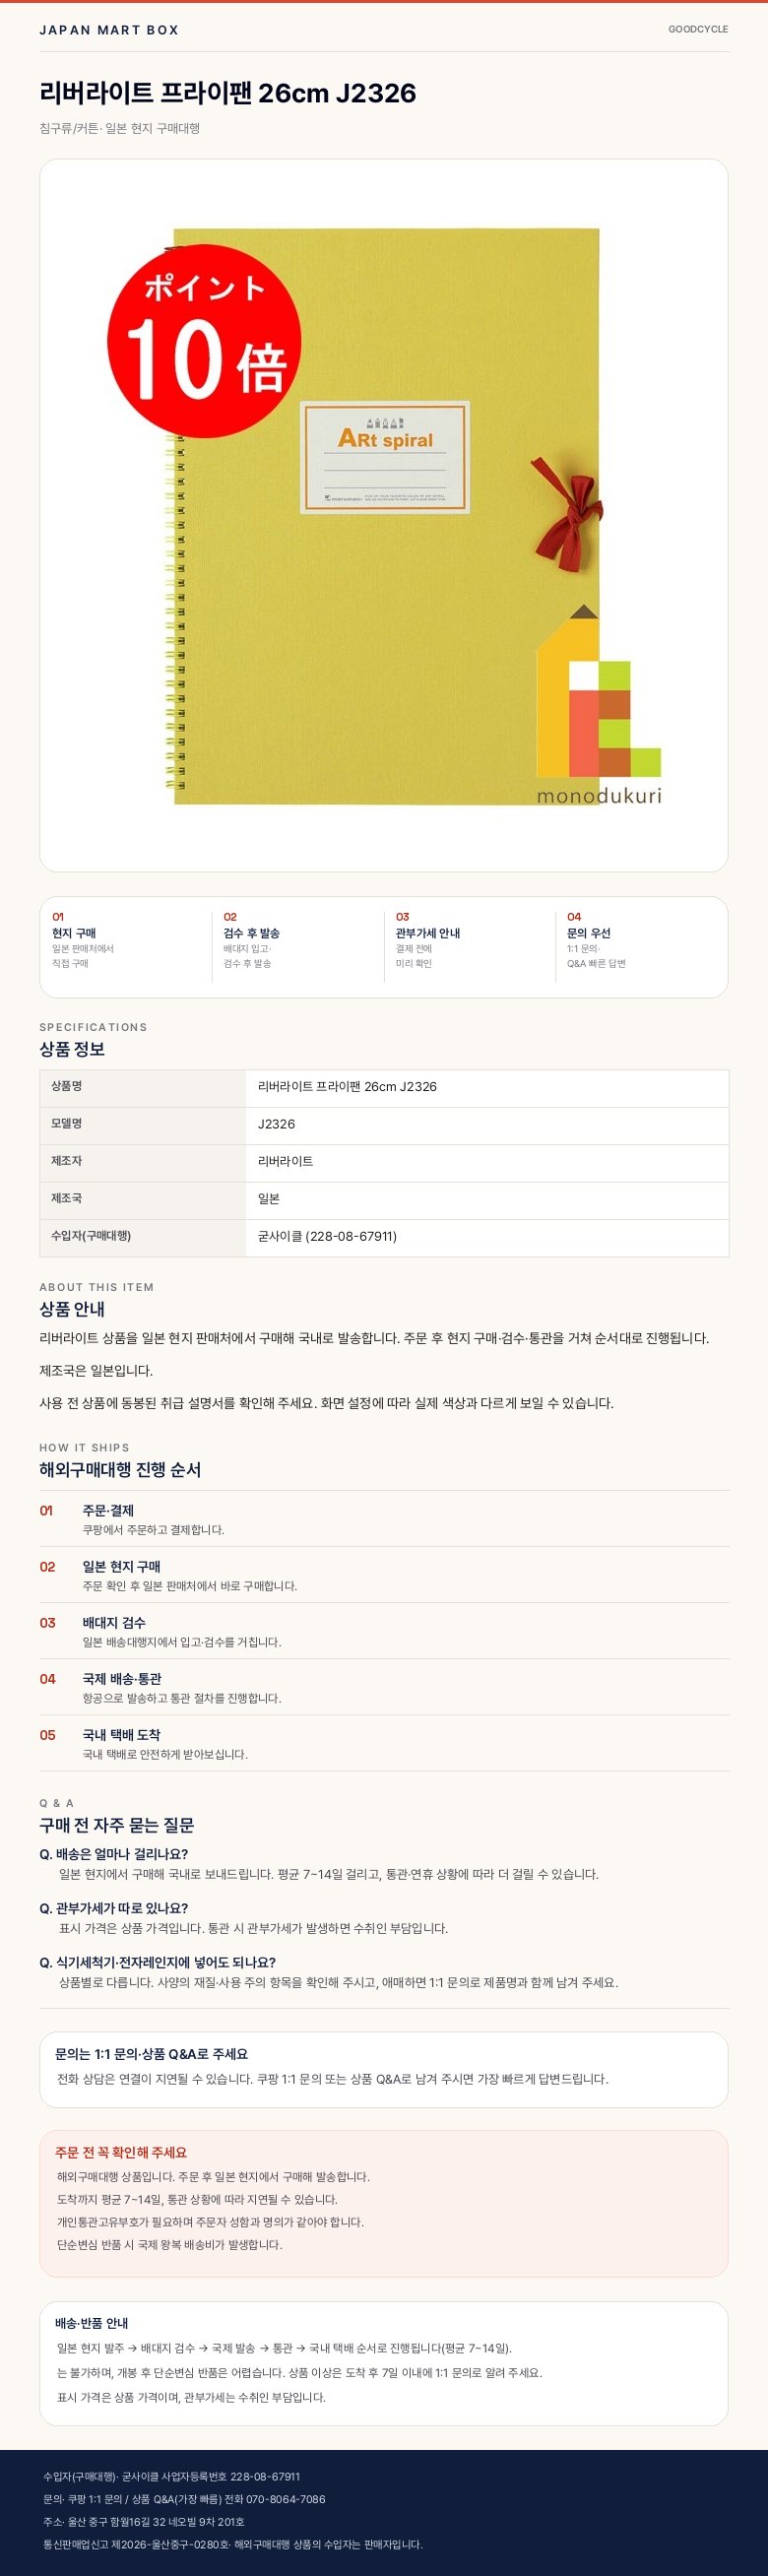 JAPAN MART BOX
GOODCYCLE
리버라이트 프라이팬 26cm J2326
침구류/커튼· 일본 현지 구매대행
ポイント
10倍
ARt spiral
monodukuri
01
현지 구매
일본 판매처에서
직접 구매
02
검수 후 발송
배대지 입고·
검수 후 발송
03
관부가세 안내
결제 전에
미리 확인
04
문의 우선
1:1 문의·
Q&A 빠른 답변
SPECIFICATIONS
상품 정보
상품명 리버라이트 프라이팬 26cm J2326
모델명 J2326
제조자 리버라이트
제조국 일본
수입자(구매대행) 굳사이클 (228-08-67911)
ABOUT THIS ITEM
상품 안내
리버라이트 상품을 일본 현지 판매처에서 구매해 국내로 발송합니다. 주문 후 현지 구매·검수·통관을 거쳐 순서대로 진행됩니다.
제조국은 일본입니다.
사용 전 상품에 동봉된 취급 설명서를 확인해 주세요. 화면 설정에 따라 실제 색상과 다르게 보일 수 있습니다.
HOW IT SHIPS
해외구매대행 진행 순서
01 주문·결제
쿠팡에서 주문하고 결제합니다.
02 일본 현지 구매
주문 확인 후 일본 판매처에서 바로 구매합니다.
03 배대지 검수
일본 배송대행지에서 입고·검수를 거칩니다.
04 국제 배송·통관
항공으로 발송하고 통관 절차를 진행합니다.
05 국내 택배 도착
국내 택배로 안전하게 받아보십니다.
Q & A
구매 전 자주 묻는 질문
Q. 배송은 얼마나 걸리나요?
일본 현지에서 구매해 국내로 보내드립니다. 평균 7~14일 걸리고, 통관·연휴 상황에 따라 더 걸릴 수 있습니다.
Q. 관부가세가 따로 있나요?
표시 가격은 상품 가격입니다. 통관 시 관부가세가 발생하면 수취인 부담입니다.
Q. 식기세척기·전자레인지에 넣어도 되나요?
상품별로 다릅니다. 사양의 재질·사용 주의 항목을 확인해 주시고, 애매하면 1:1 문의로 제품명과 함께 남겨 주세요.
문의는 1:1 문의·상품 Q&A로 주세요
전화 상담은 연결이 지연될 수 있습니다. 쿠팡 1:1 문의 또는 상품 Q&A로 남겨 주시면 가장 빠르게 답변드립니다.
주문 전 꼭 확인해 주세요
해외구매대행 상품입니다. 주문 후 일본 현지에서 구매해 발송합니다.
도착까지 평균 7~14일, 통관 상황에 따라 지연될 수 있습니다.
개인통관고유부호가 필요하며 주문자 성함과 명의가 같아야 합니다.
단순변심 반품 시 국제 왕복 배송비가 발생합니다.
배송·반품 안내
일본 현지 발주 → 배대지 검수 → 국제 발송 → 통관 → 국내 택배 순서로 진행됩니다(평균 7~14일).
는 불가하며, 개봉 후 단순변심 반품은 어렵습니다. 상품 이상은 도착 후 7일 이내에 1:1 문의로 알려 주세요.
표시 가격은 상품 가격이며, 관부가세는 수취인 부담입니다.
수입자(구매대행)· 굳사이클 사업자등록번호 228-08-67911
문의· 쿠팡 1:1 문의 / 상품 Q&A(가장 빠름) 전화 070-8064-7086
주소· 울산 중구 함월16길 32 네오빌 9차 201호
통신판매업신고 제2026-울산중구-0280호· 해외구매대행 상품의 수입자는 판매자입니다.